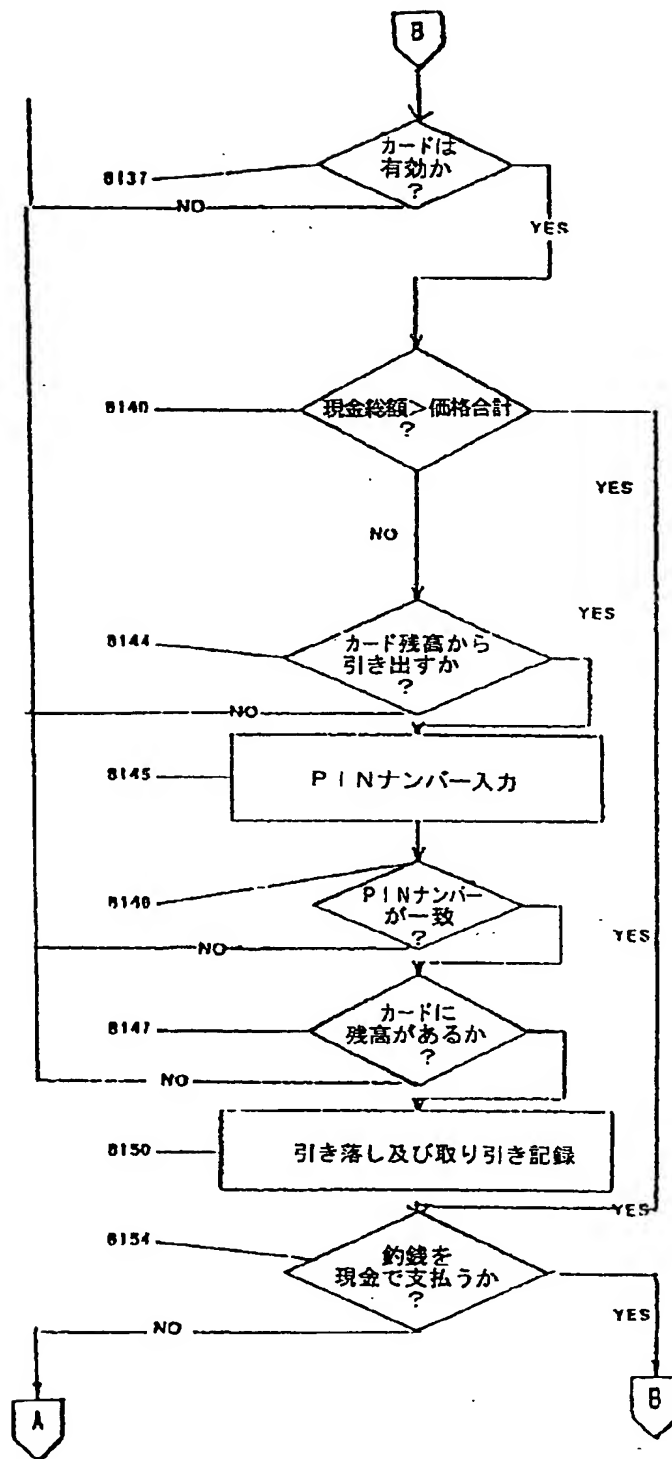 B
カードは
有効か
?
8137
NO
YES
8140
現金総額>価格合計
?
YES
NO
YES
8144
カード残高から
引き出すか
?
NO
8145
PINナンバー入力
8146
PINナンバー
が一致
?
NO
YES
8147
カードに
残高があるか
?
NO
8150
引き落し及び取り引き記録
YES
8154
釣銭を
現金で支払うか
?
NO
YES
A
B